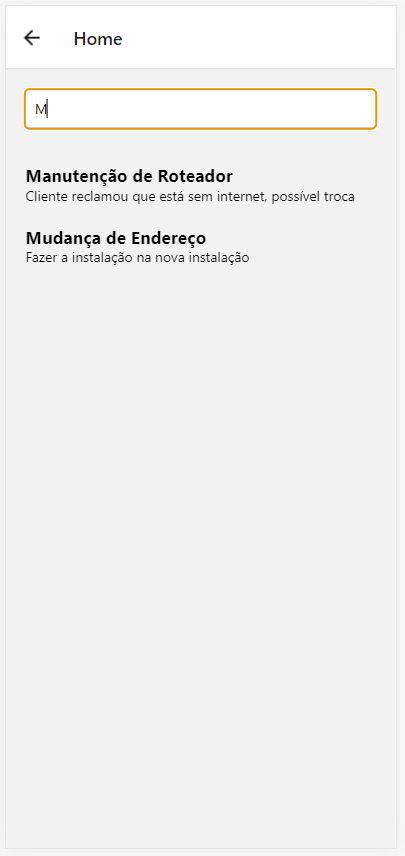 Home
M
Manutenção de Roteador
Cliente reclamou que está sem internet, possível troca
Mudança de Endereço
Fazer a instalação na nova instalação